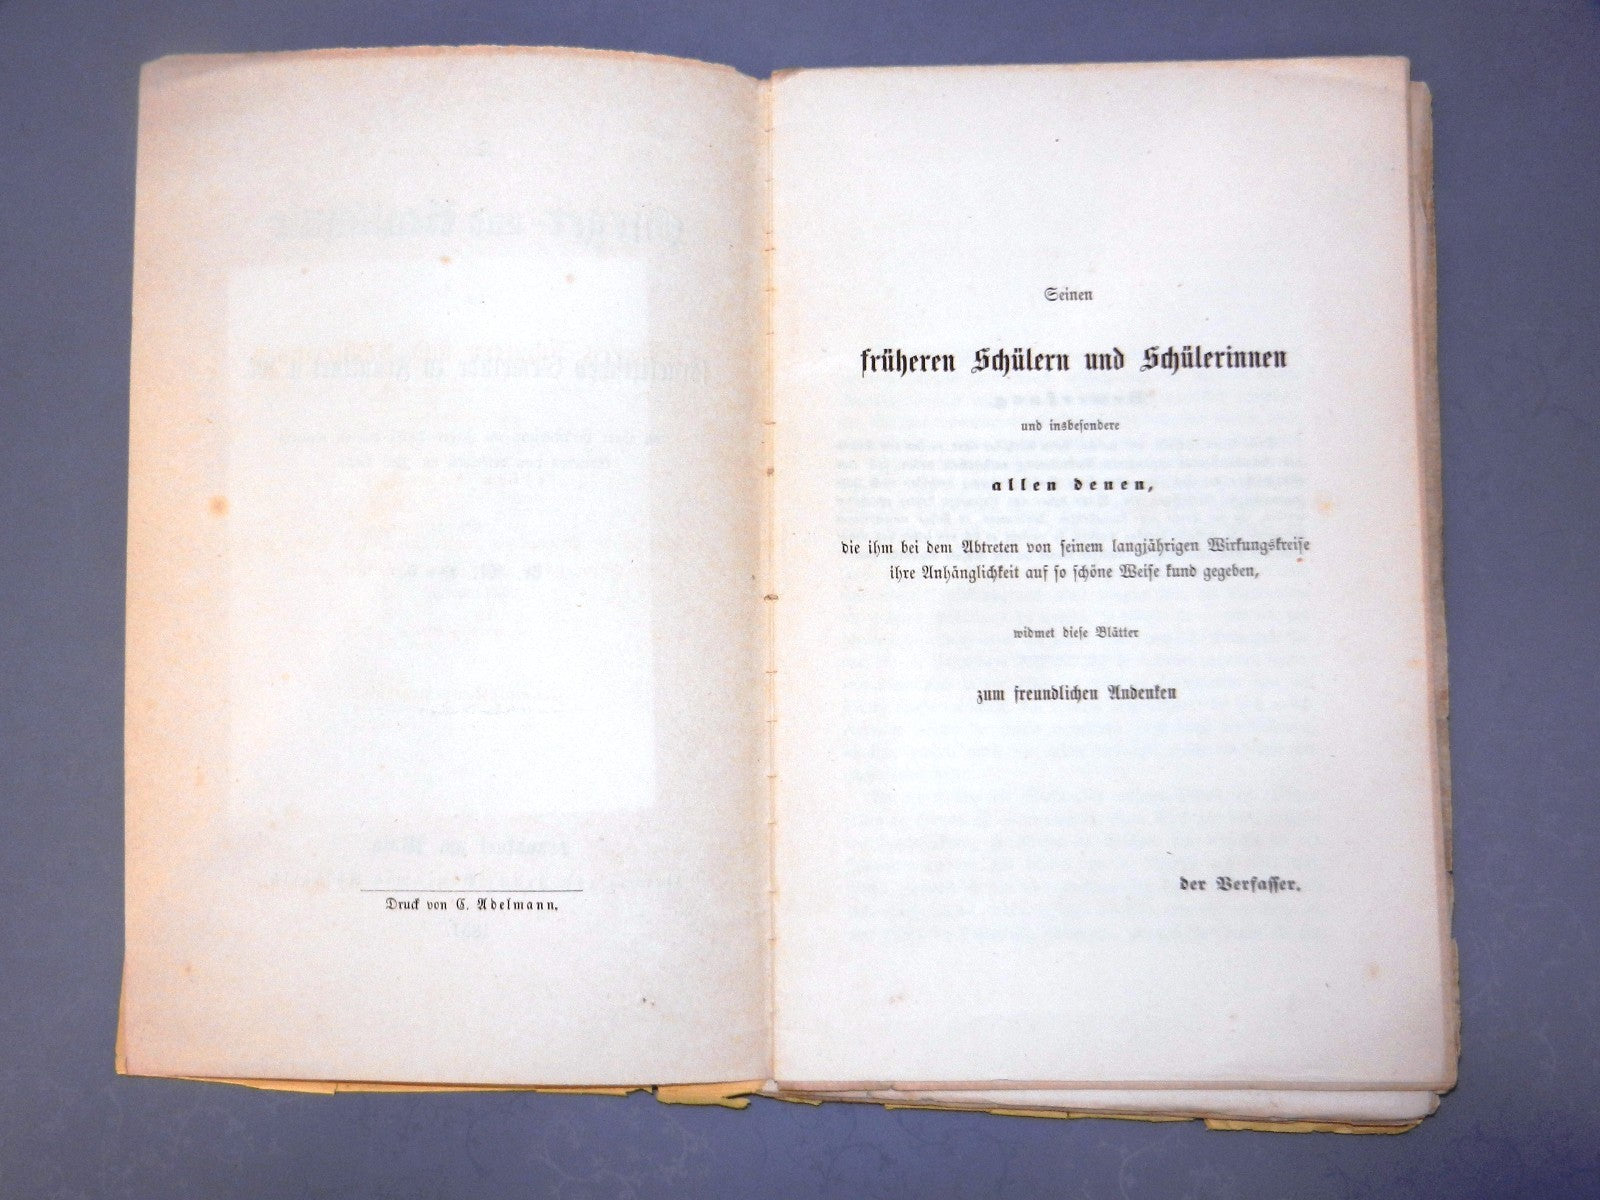 Druck von C. Adelmann.
Seinen
früheren Schülern und Schülerinnen
und insbesondere
allen denen,
die ihm bei dem Abtreten von seinem langjährigen Wirkungskreise
ihre Anhänglichkeit auf so schöne Weise kund gegeben,
widmet diese Blätter
zum freundlichen Andenken
der Verfasser.